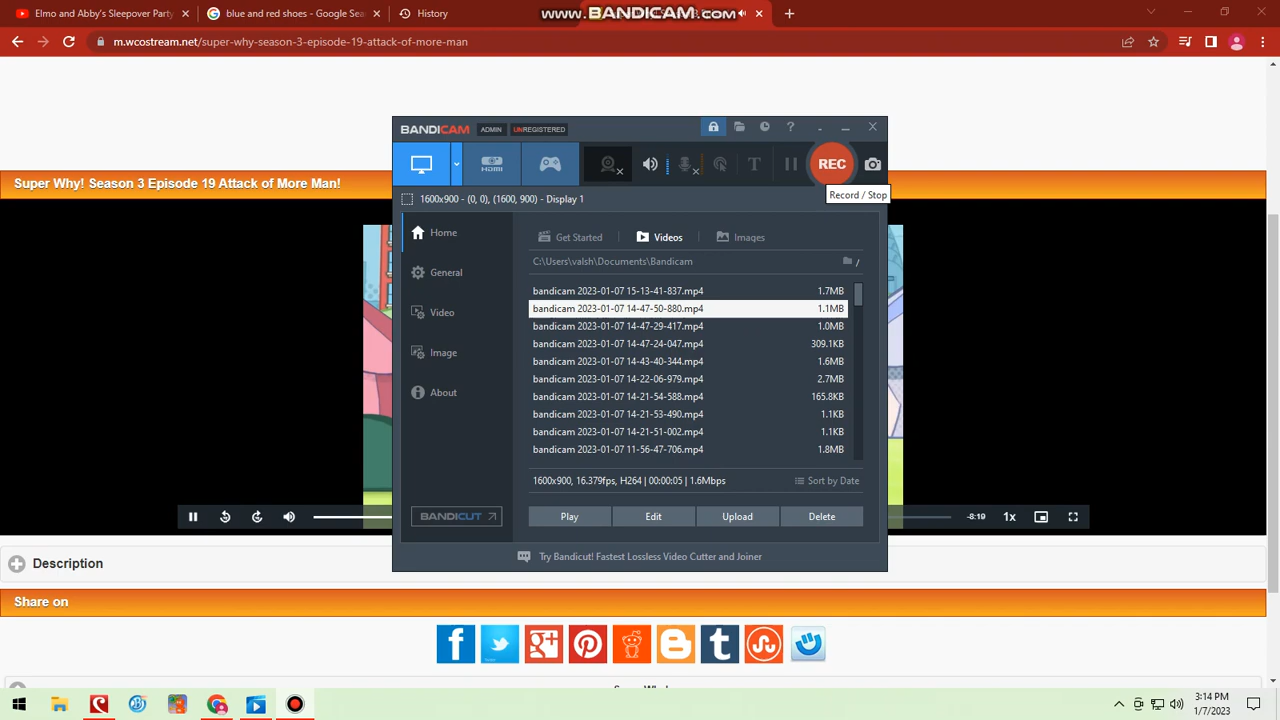 Elmo and Abby's Sleepover Party
blue and red shoes - Google Sea
History
www.BANDICAM.com
m.wcostream.net/super-why-season-3-episode-19-attack-of-more-man
BANDICAM
ADMIN
UNREGISTERED
HDMI
T
REC
Super Why! Season 3 Episode 19 Attack of More Man!
Record / Stop
1600x900 - (0, 0), (1600, 900) - Display 1
Home
General
Video
Image
About
Get Started
Videos
Images
C:\Users\valsh\Documents\Bandicam
/
bandicam 2023-01-07 15-13-41-837.mp4 1.7MB
bandicam 2023-01-07 14-47-50-880.mp4 1.1MB
bandicam 2023-01-07 14-47-29-417.mp4 1.0MB
bandicam 2023-01-07 14-47-24-047.mp4 309.1KB
bandicam 2023-01-07 14-43-40-344.mp4 1.6MB
bandicam 2023-01-07 14-22-06-979.mp4 2.7MB
bandicam 2023-01-07 14-21-54-588.mp4 165.8KB
bandicam 2023-01-07 14-21-53-490.mp4 1.1KB
bandicam 2023-01-07 14-21-51-002.mp4 1.1KB
bandicam 2023-01-07 11-56-47-706.mp4 1.8MB
1600x900, 16.379fps, H264 | 00:00:05 | 1.6Mbps
Sort by Date
BANDICUT
Play
Edit
Upload
Delete
-8:19
1x
Try Bandicut! Fastest Lossless Video Cutter and Joiner
Description
Share on
3:14 PM
1/7/2023